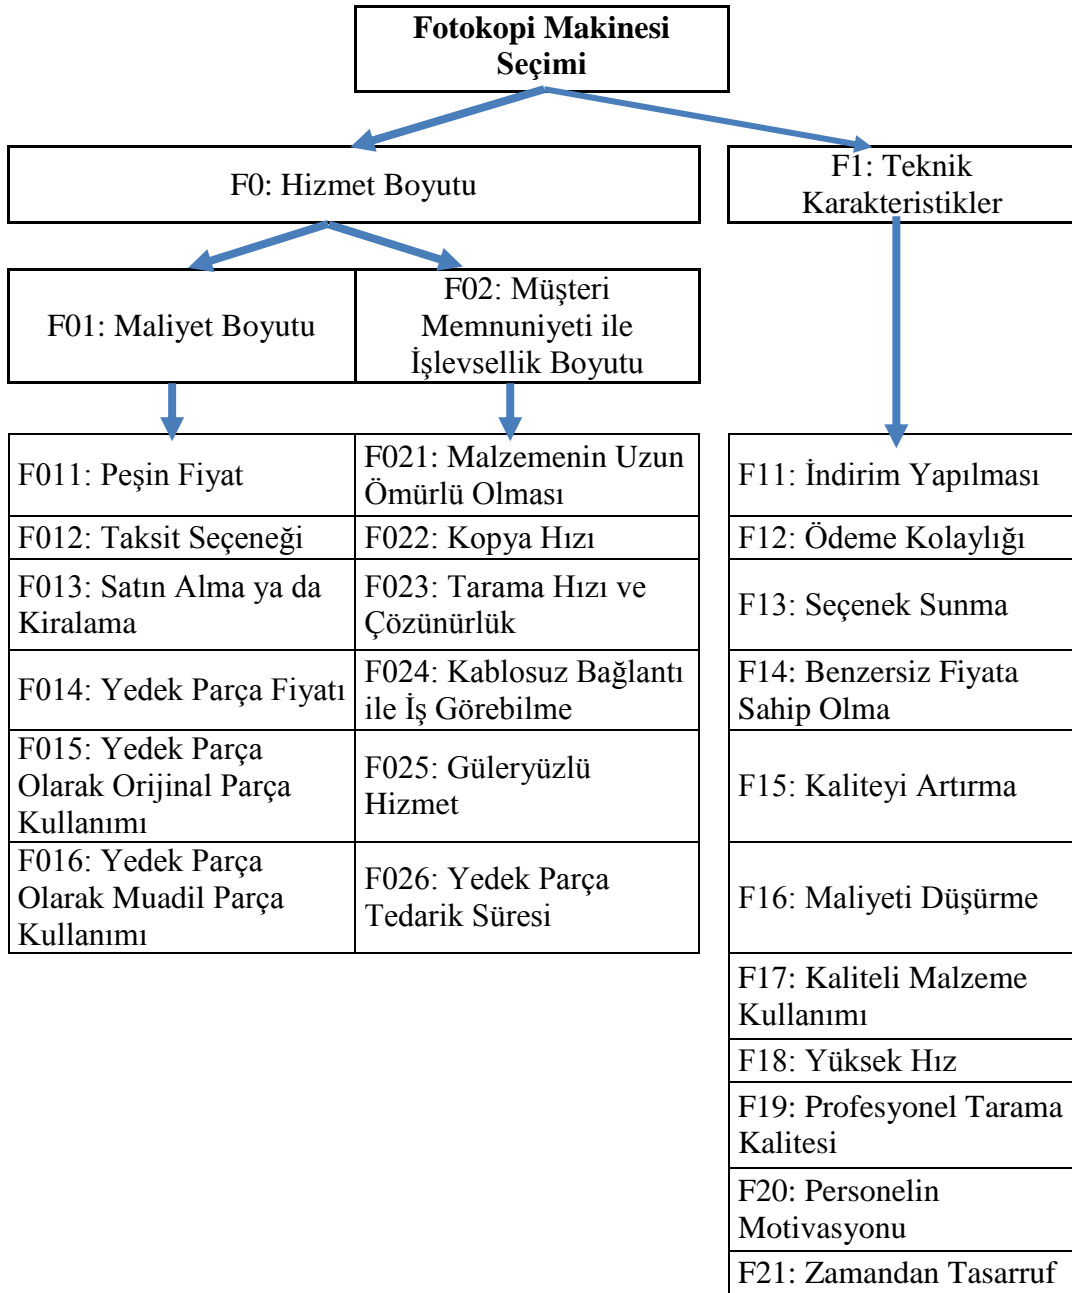 Fotokopi Makinesi
Seçimi
F0: Hizmet Boyutu
F1: Teknik
Karakteristikler
F01: Maliyet Boyutu
F02: Müşteri
Memnuniyeti ile
İşlevsellik Boyutu
F011: Peşin Fiyat
F012: Taksit Seçeneği
F013: Satın Alma ya da
Kiralama
F014: Yedek Parça Fiyatı
F015: Yedek Parça
Olarak Orijinal Parça
Kullanımı
F016: Yedek Parça
Olarak Muadil Parça
Kullanımı
F021: Malzemenin Uzun
Ömürlü Olması
F022: Kopya Hızı
F023: Tarama Hızı ve
Çözünürlük
F024: Kablosuz Bağlantı
ile İş Görebilme
F025: Güleryüzlü
Hizmet
F026: Yedek Parça
Tedarik Süresi
F11: İndirim Yapılması
F12: Ödeme Kolaylığı
F13: Seçenek Sunma
F14: Benzersiz Fiyata
Sahip Olma
F15: Kaliteyi Artırma
F16: Maliyeti Düşürme
F17: Kaliteli Malzeme
Kullanımı
F18: Yüksek Hız
F19: Profesyonel Tarama
Kalitesi
F20: Personelin
Motivasyonu
F21: Zamandan Tasarruf